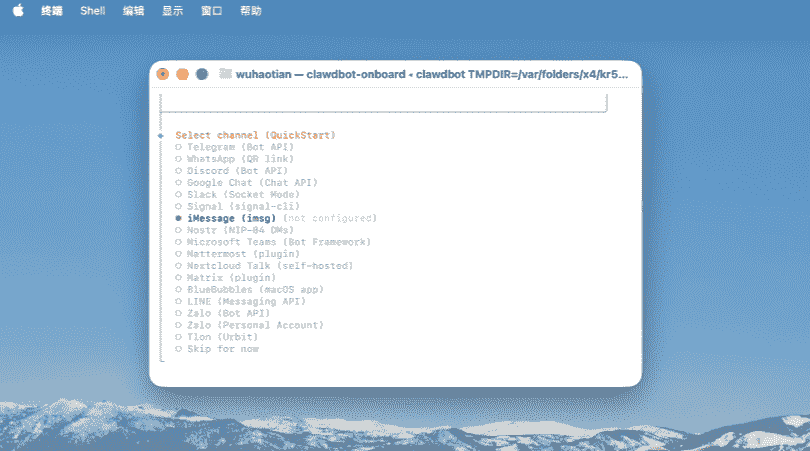 终端 Shell 编辑 显示 窗口 帮助
wuhaotian — clawdbot-onboard • clawdbot TMPDIR=/var/folders/x4/kr5...
Select channel (QuickStart)
Telegram (Bot API)
WhatsApp (QR link)
Discord (Bot API)
Google Chat (Chat API)
Slack (Socket Mode)
Signal (signal-cli)
iMessage (imsg) (not configured)
Nostr (NIP-04 DMs)
Microsoft Teams (Bot Framework)
Mattermost (plugin)
Nextcloud Talk (self-hosted)
Matrix (plugin)
BlueBubbles (macOS app)
LINE (Messaging API)
Zalo (Bot API)
Zalo (Personal Account)
Tlon (Urbit)
Skip for now